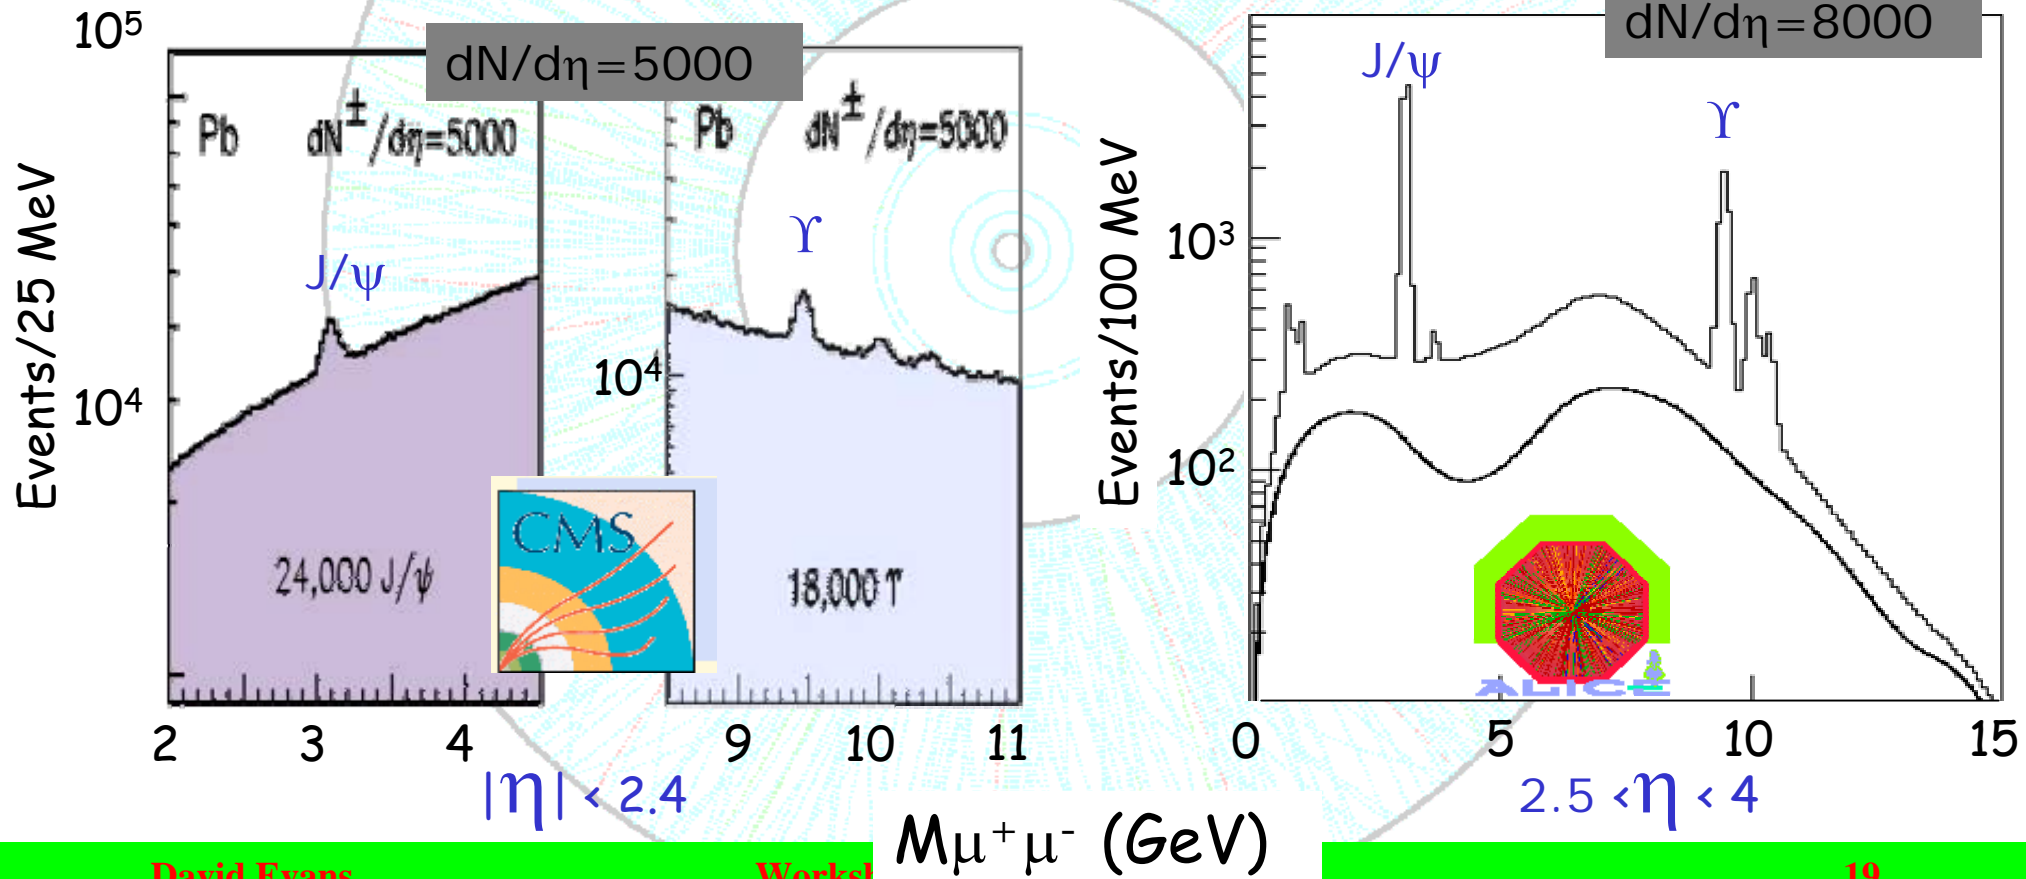 10⁵
dN/dη=5000
Pb dN±/dη=5000
Pb dN±/dη=5000
Events/25 MeV
J/ψ
ϒ
10⁴
10⁴
24,000 J/ψ
CMS
18,000 ϒ
2 3 4
9 10 11
|η| < 2.4
dN/dη=8000
J/ψ
ϒ
Events/100 MeV
10³
10²
ALICE
0 5 10 15
2.5 <η < 4
Mμ⁺μ⁻ (GeV)
David Evans
19